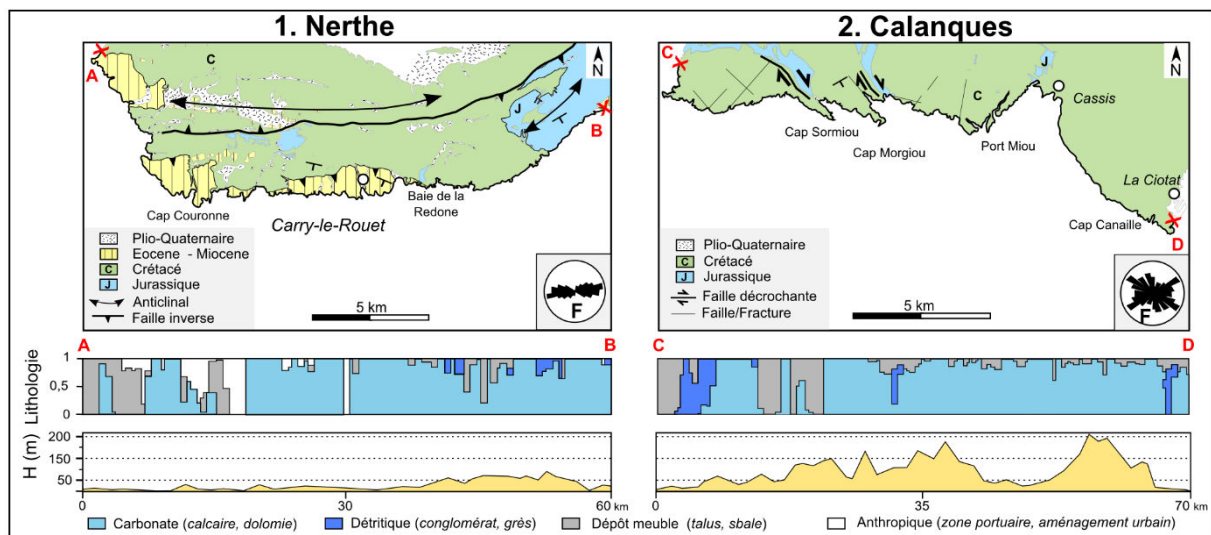 1. Nerthe
2. Calanques
A
C
N
J
B
Cap Couronne
Carry-le-Rouet
Baie de la
Redone
Plio-Quaternaire
Eocene - Miocene
C Crétacé
J Jurassique
Anticlinal
Faille inverse
5 km
F
C
N
J
C
Cassis
Cap Sormiou
Cap Morgiou
Port Miou
La Ciotat
Cap Canaille
D
Plio-Quaternaire
C Crétacé
J Jurassique
Faille décrochante
Faille/Fracture
5 km
F
A
B
C
D
Lithologie
1
0,5
0
H (m)
200
150
50
30
60 km
200
150
50
35
70 km
Carbonate (calcaire, dolomie)
Détritique (conglomérat, grès)
Dépôt meuble (talus, sbale)
Anthropique (zone portuaire, aménagement urbain)